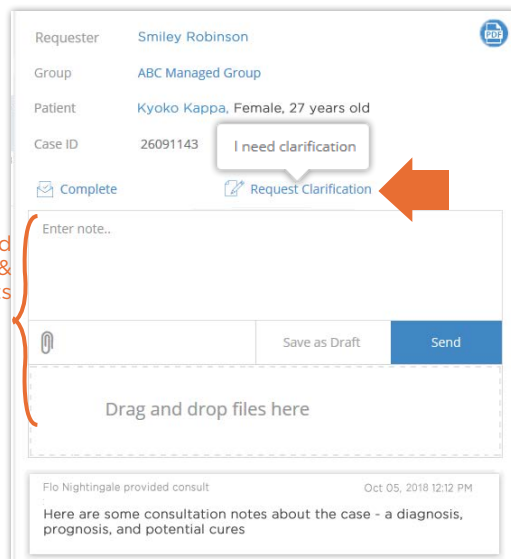 Requester Smiley Robinson
PDF
Group ABC Managed Group
Patient Kyoko Kappa, Female, 27 years old
Case ID 26091143
I need clarification
Complete Request Clarification
Enter note..
d
&
s
Save as Draft Send
Drag and drop files here
Flo Nightingale provided consult Oct 05, 2018 12:12 PM
Here are some consultation notes about the case - a diagnosis,
prognosis, and potential cures